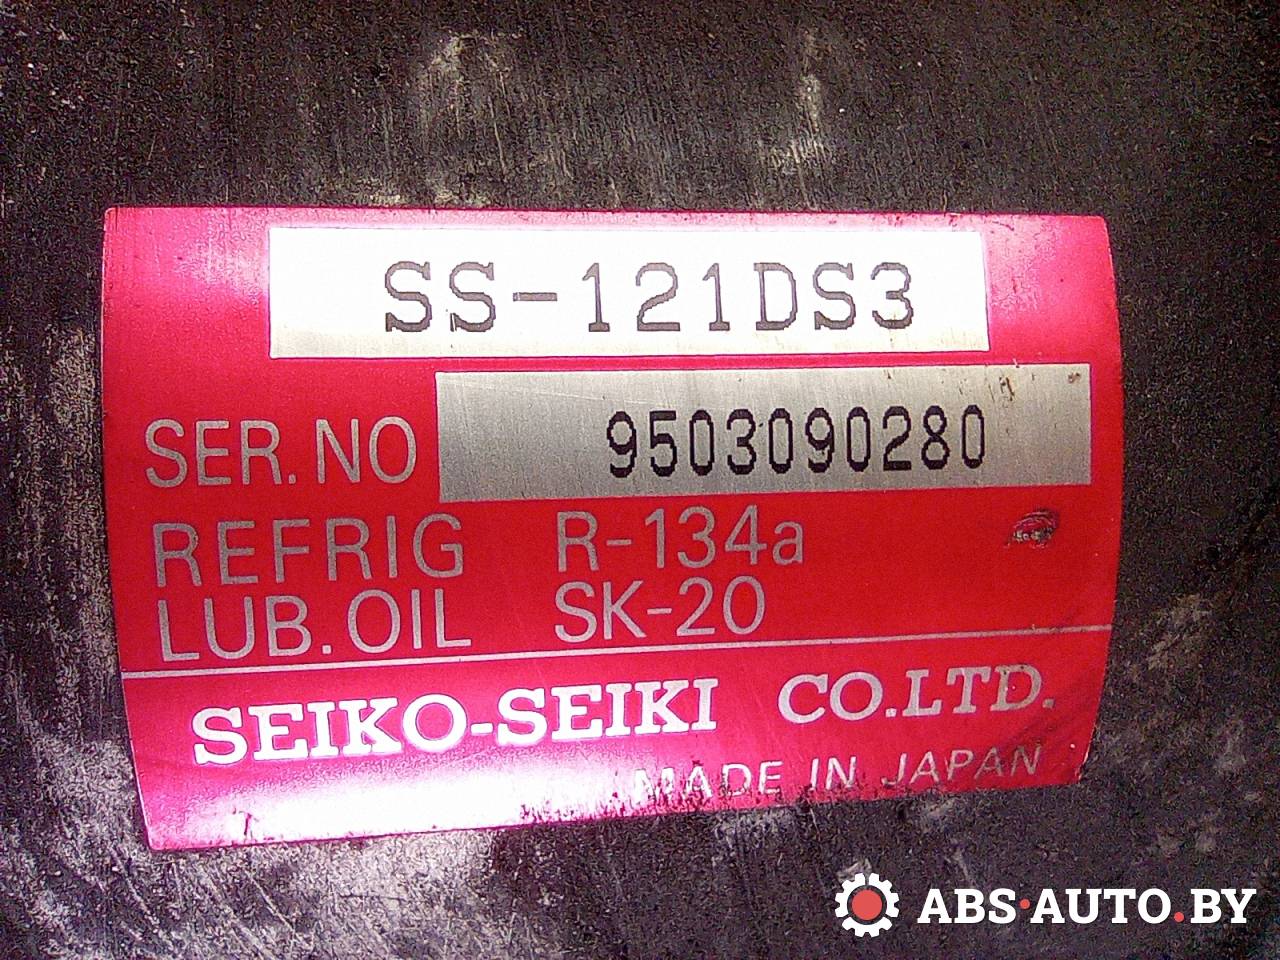 SS-121DS3
SER. NO 9503090280
REFRIG R-134a
LUB. OIL SK-20
SEIKO-SEIKI CO.LTD.
MADE IN JAPAN
ABS·AUTO.BY